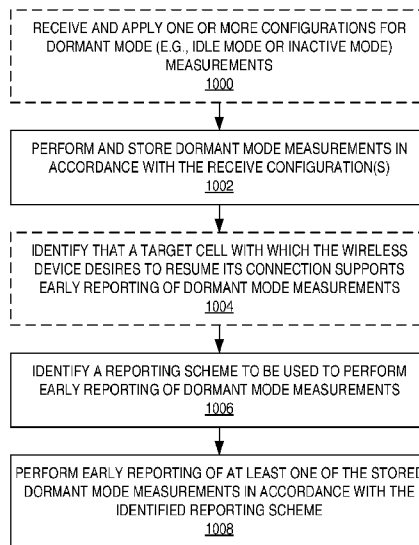 RECEIVE AND APPLY ONE OR MORE CONFIGURATIONS FOR
DORMANT MODE (E.G., IDLE MODE OR INACTIVE MODE)
MEASUREMENTS
1000
PERFORM AND STORE DORMANT MODE MEASUREMENTS IN
ACCORDANCE WITH THE RECEIVE CONFIGURATION(S)
1002
IDENTIFY THAT A TARGET CELL WITH WHICH THE WIRELESS
DEVICE DESIRES TO RESUME ITS CONNECTION SUPPORTS
EARLY REPORTING OF DORMANT MODE MEASUREMENTS
1004
IDENTIFY A REPORTING SCHEME TO BE USED TO PERFORM
EARLY REPORTING OF DORMANT MODE MEASUREMENTS
1006
PERFORM EARLY REPORTING OF AT LEAST ONE OF THE STORED
DORMANT MODE MEASUREMENTS IN ACCORDANCE WITH THE
IDENTIFIED REPORTING SCHEME
1008